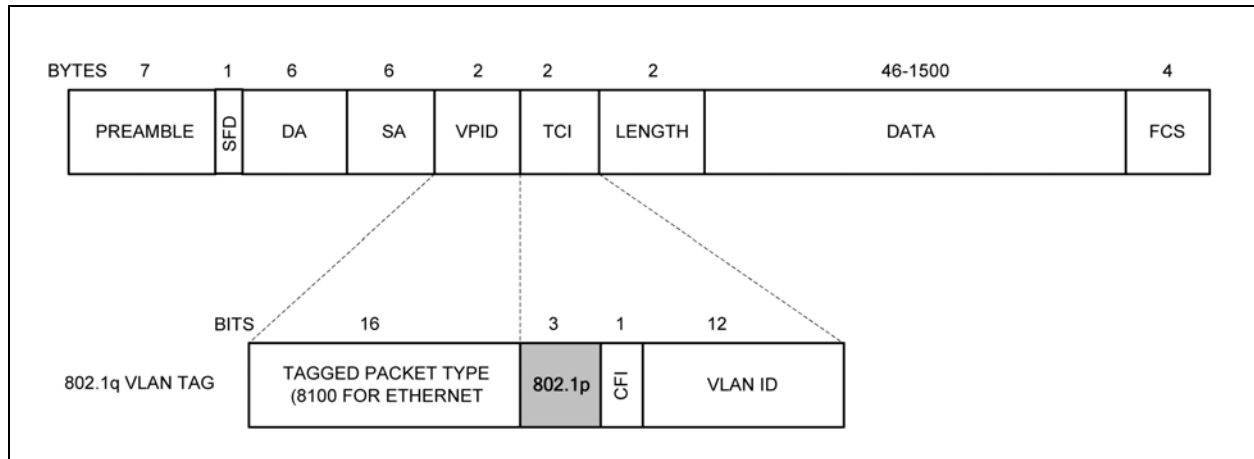 BYTES 7 1 6 6 2 2 2 46-1500 4
PREAMBLE SFD DA SA VPID TCI LENGTH DATA FCS
BITS 16 3 1 12
802.1q VLAN TAG
TAGGED PACKET TYPE
(8100 FOR ETHERNET
802.1p CFI VLAN ID